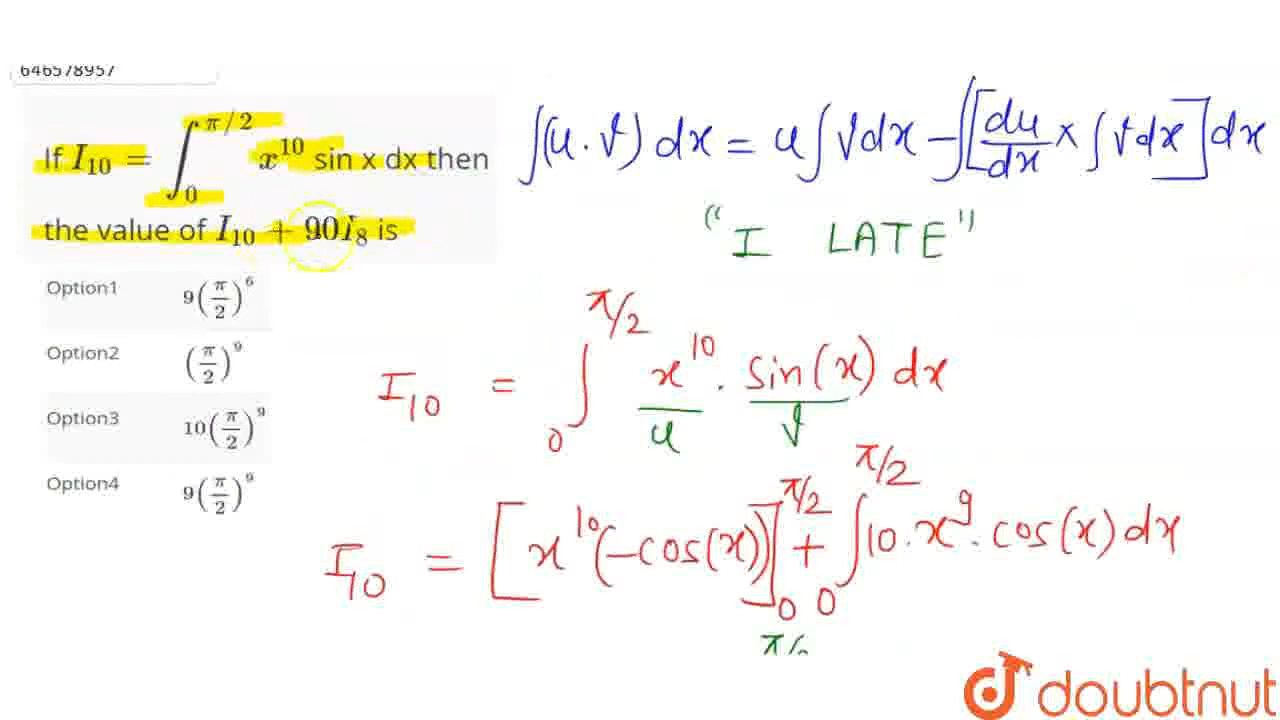 646578957
If I₁₀ = ∫₀^{π/2} x¹⁰ sin x dx then
the value of I₁₀ + 90I₈ is
Option1 9(π/2)⁶
Option2 (π/2)⁹
Option3 10(π/2)⁹
Option4 9(π/2)⁹
∫(u.v) dx = u∫vdx − ∫[du/dx × ∫vdx] dx
"I LATE"
I₁₀ = ∫₀^{π/2} x¹⁰ . sin(x) dx
u v
I₁₀ = [x¹⁰(−cos(x))]₀^{π/2} + ∫₀^{π/2} 10.x⁹.cos(x) dx
doubtnut